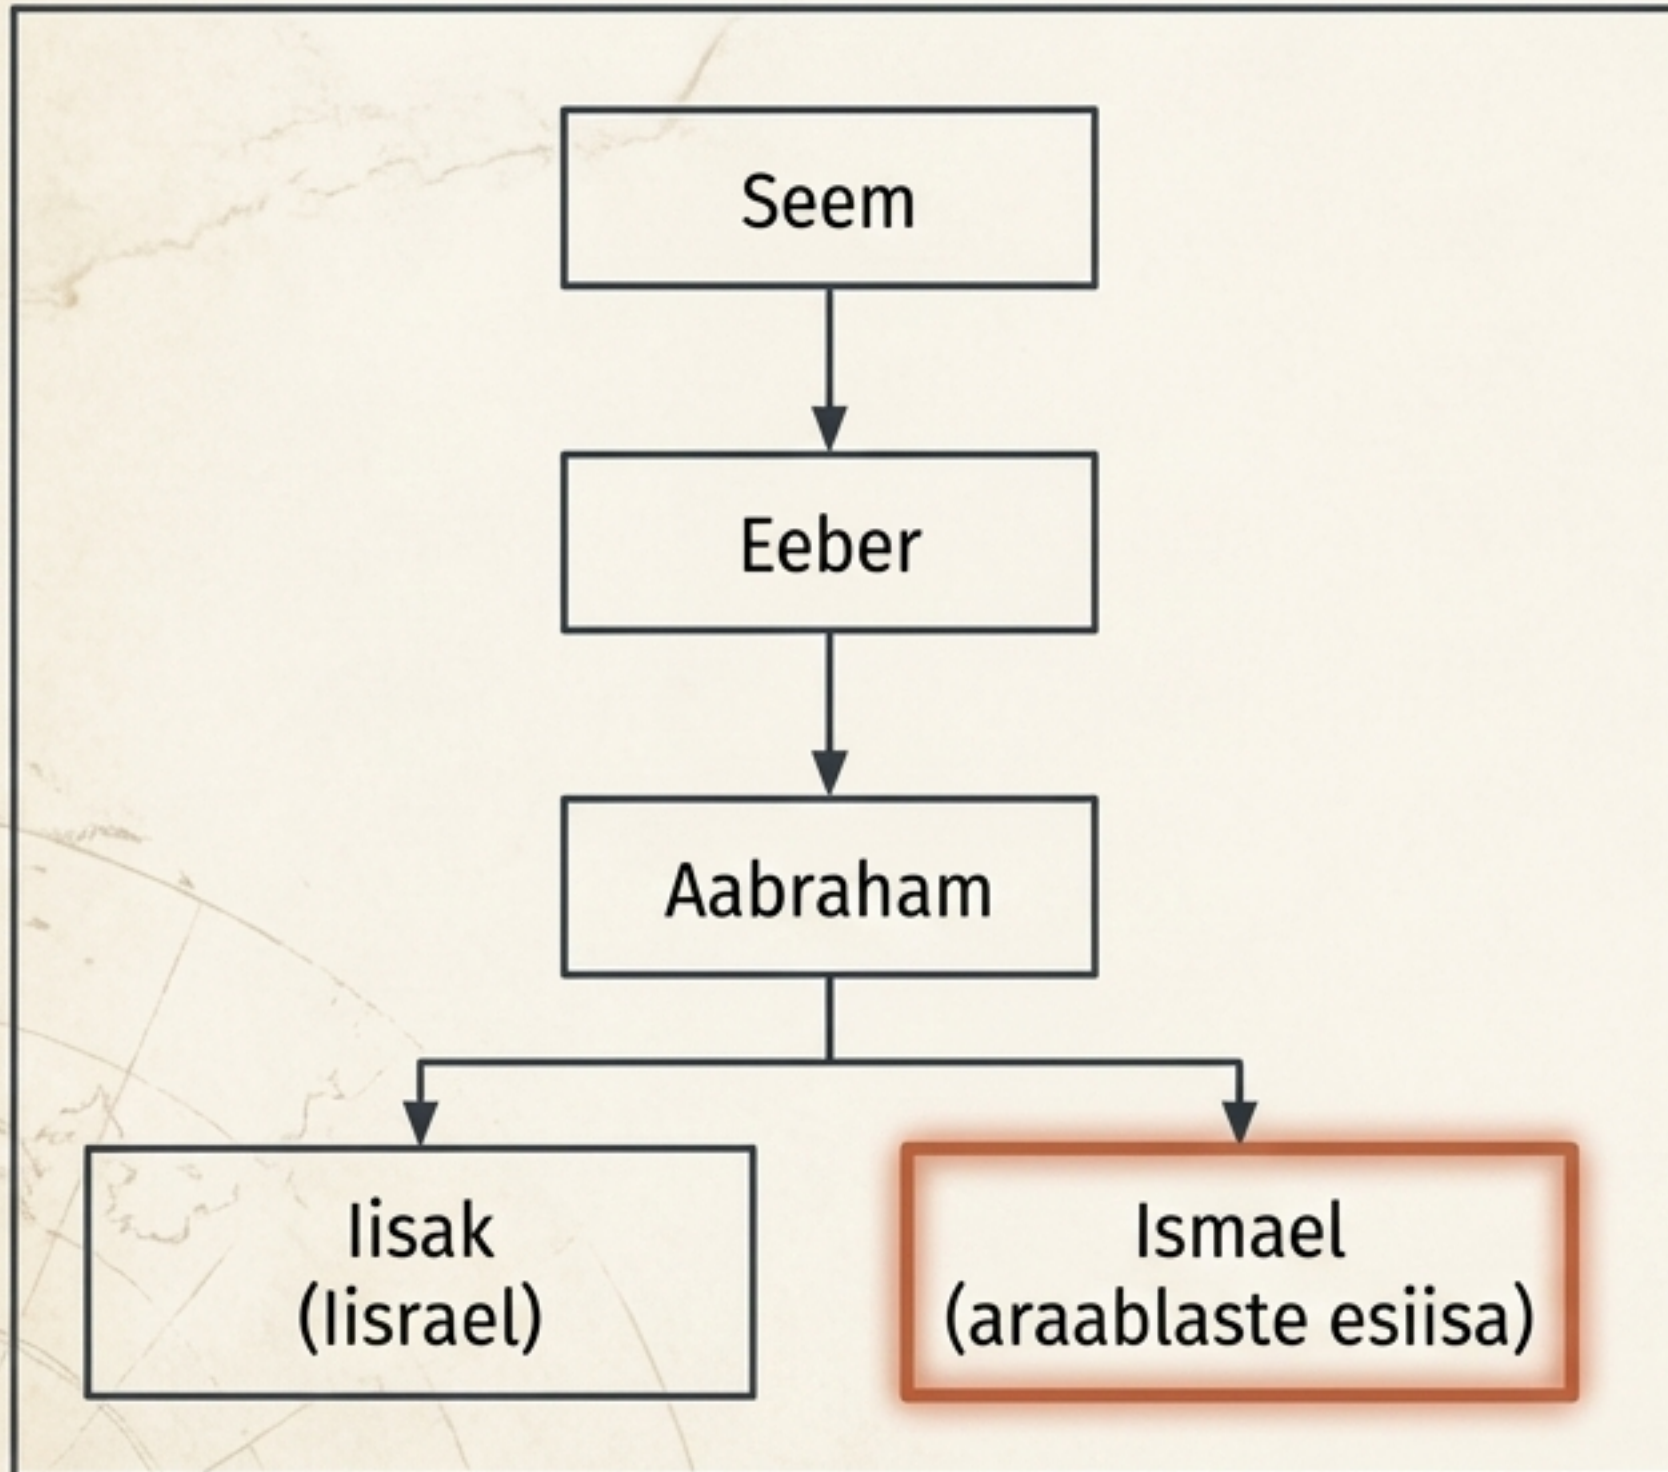 Seem
Eeber
Aabraham
Iisak
(Iisrael)
Ismael
(araablaste esiisa)